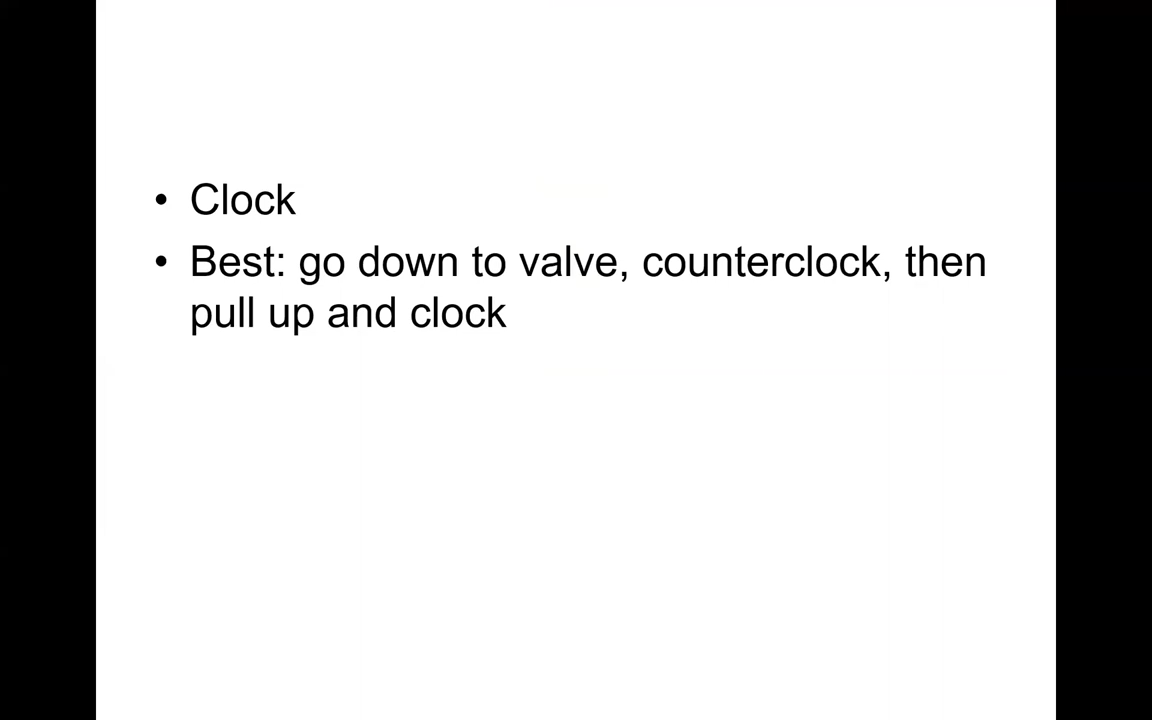 • Clock
• Best: go down to valve, counterclock, then
pull up and clock